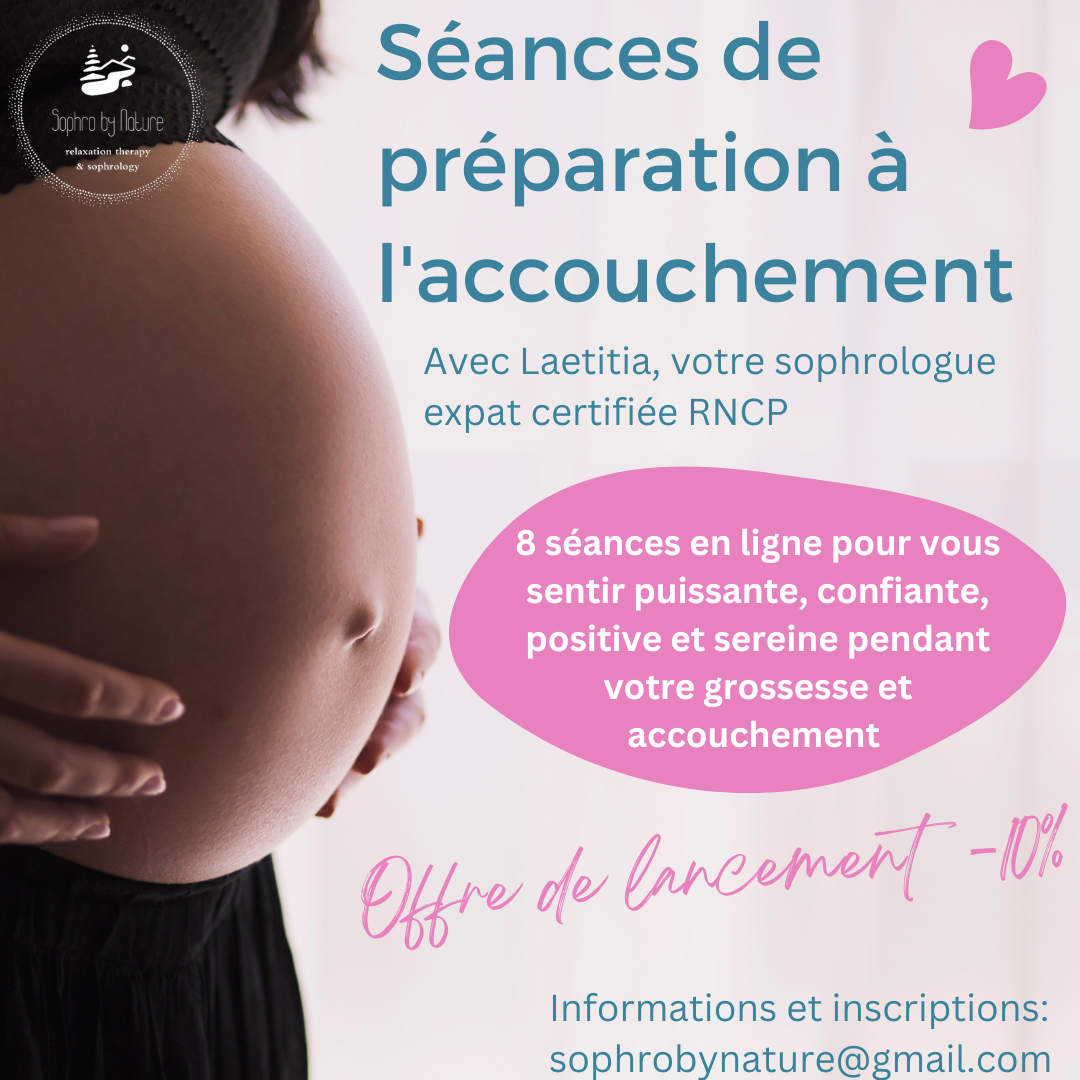 Sophro by Nature
relaxation therapy
& sophrology
Séances de
préparation à
l'accouchement
Avec Laetitia, votre sophrologue
expat certifiée RNCP
8 séances en ligne pour vous
sentir puissante, confiante,
positive et sereine pendant
votre grossesse et
accouchement
Offre de lancement -10%
Informations et inscriptions:
sophrobynature@gmail.com